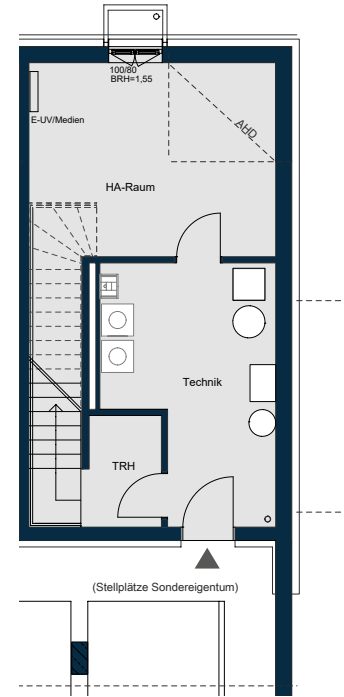 100/80
BRH=1,55
E-UV/Medien
AHD
HA-Raum
Technik
TRH
(Stellplätze Sondereigentum)